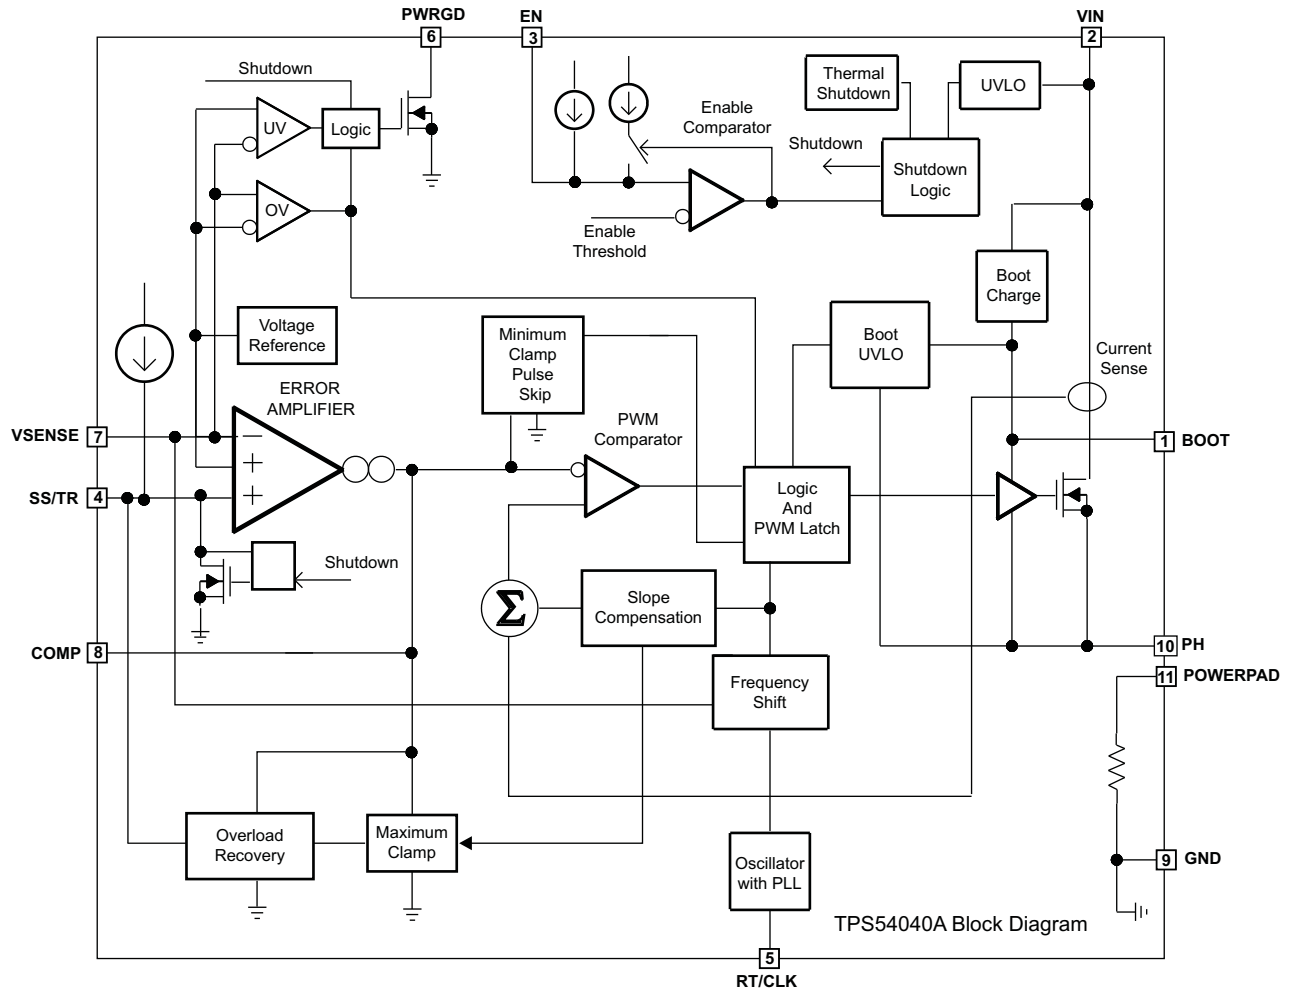 PWRGD
EN
VIN
6
3
2
Shutdown
Thermal
Shutdown
UVLO
UV
Logic
Enable
Comparator
Shutdown
Shutdown
Logic
OV
Enable
Threshold
Boot
Charge
Voltage
Reference
Minimum
Clamp
Pulse
Skip
Boot
UVLO
Current
Sense
ERROR
AMPLIFIER
PWM
Comparator
VSENSE
7
−
+
+
1
BOOT
SS/TR
4
Logic
And
PWM Latch
Shutdown
Σ
Slope
Compensation
COMP
8
10
PH
11
POWERPAD
Frequency
Shift
Overload
Recovery
Maximum
Clamp
Oscillator
with PLL
9
GND
TPS54040A Block Diagram
5
RT/CLK